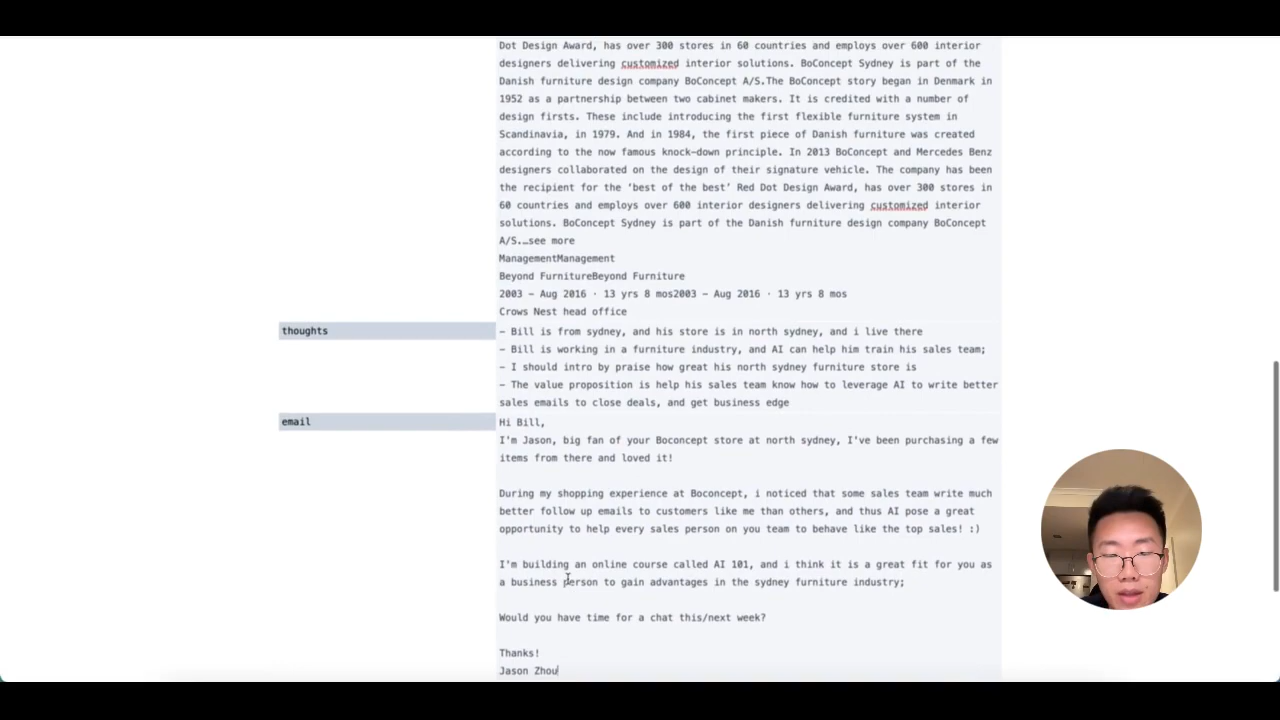 Dot Design Award, has over 300 stores in 60 countries and employs over 600 interior
designers delivering customized interior solutions. BoConcept Sydney is part of the
Danish furniture design company BoConcept A/S.The BoConcept story began in Denmark in
1952 as a partnership between two cabinet makers. It is credited with a number of
design firsts. These include introducing the first flexible furniture system in
Scandinavia, in 1979. And in 1984, the first piece of Danish furniture was created
according to the now famous knock-down principle. In 2013 BoConcept and Mercedes Benz
designers collaborated on the design of their signature vehicle. The company has been
the recipient for the ‘best of the best’ Red Dot Design Award, has over 300 stores in
60 countries and employs over 600 interior designers delivering customized interior
solutions. BoConcept Sydney is part of the Danish furniture design company BoConcept
A/S.…see more
ManagementManagement
Beyond FurnitureBeyond Furniture
2003 - Aug 2016 · 13 yrs 8 mos2003 - Aug 2016 · 13 yrs 8 mos
Crows Nest head office
thoughts
- Bill is from sydney, and his store is in north sydney, and i live there
- Bill is working in a furniture industry, and AI can help him train his sales team;
- I should intro by praise how great his north sydney furniture store is
- The value proposition is help his sales team know how to leverage AI to write better
sales emails to close deals, and get business edge
email
Hi Bill,
I'm Jason, big fan of your Boconcept store at north sydney, I've been purchasing a few
items from there and loved it!
During my shopping experience at Boconcept, i noticed that some sales team write much
better follow up emails to customers like me than others, and thus AI pose a great
opportunity to help every sales person on you team to behave like the top sales! :)
I'm building an online course called AI 101, and i think it is a great fit for you as
a business person to gain advantages in the sydney furniture industry;
Would you have time for a chat this/next week?
Thanks!
Jason Zhou